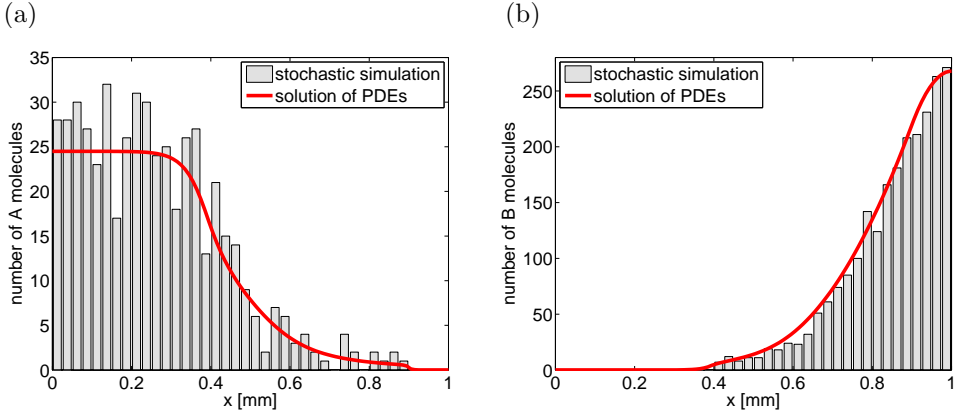 (a)
number of A molecules
35
30
25
20
15
10
5
0
0 0.2 0.4 0.6 0.8 1
x [mm]
stochastic simulation
solution of PDEs
(b)
number of B molecules
250
200
150
100
50
0
0 0.2 0.4 0.6 0.8 1
x [mm]
stochastic simulation
solution of PDEs